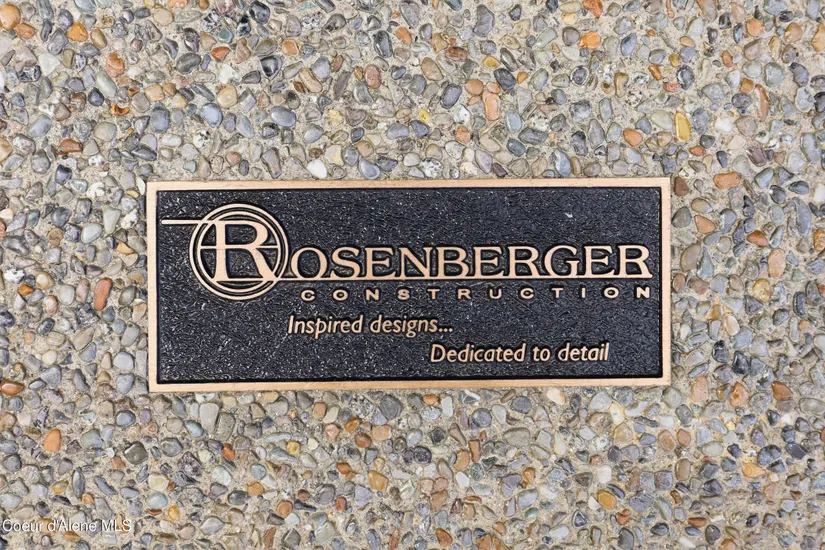 ROSENBERGER
CONSTRUCTION
Inspired designs...
Dedicated to detail
Coeur d'Alene MLS